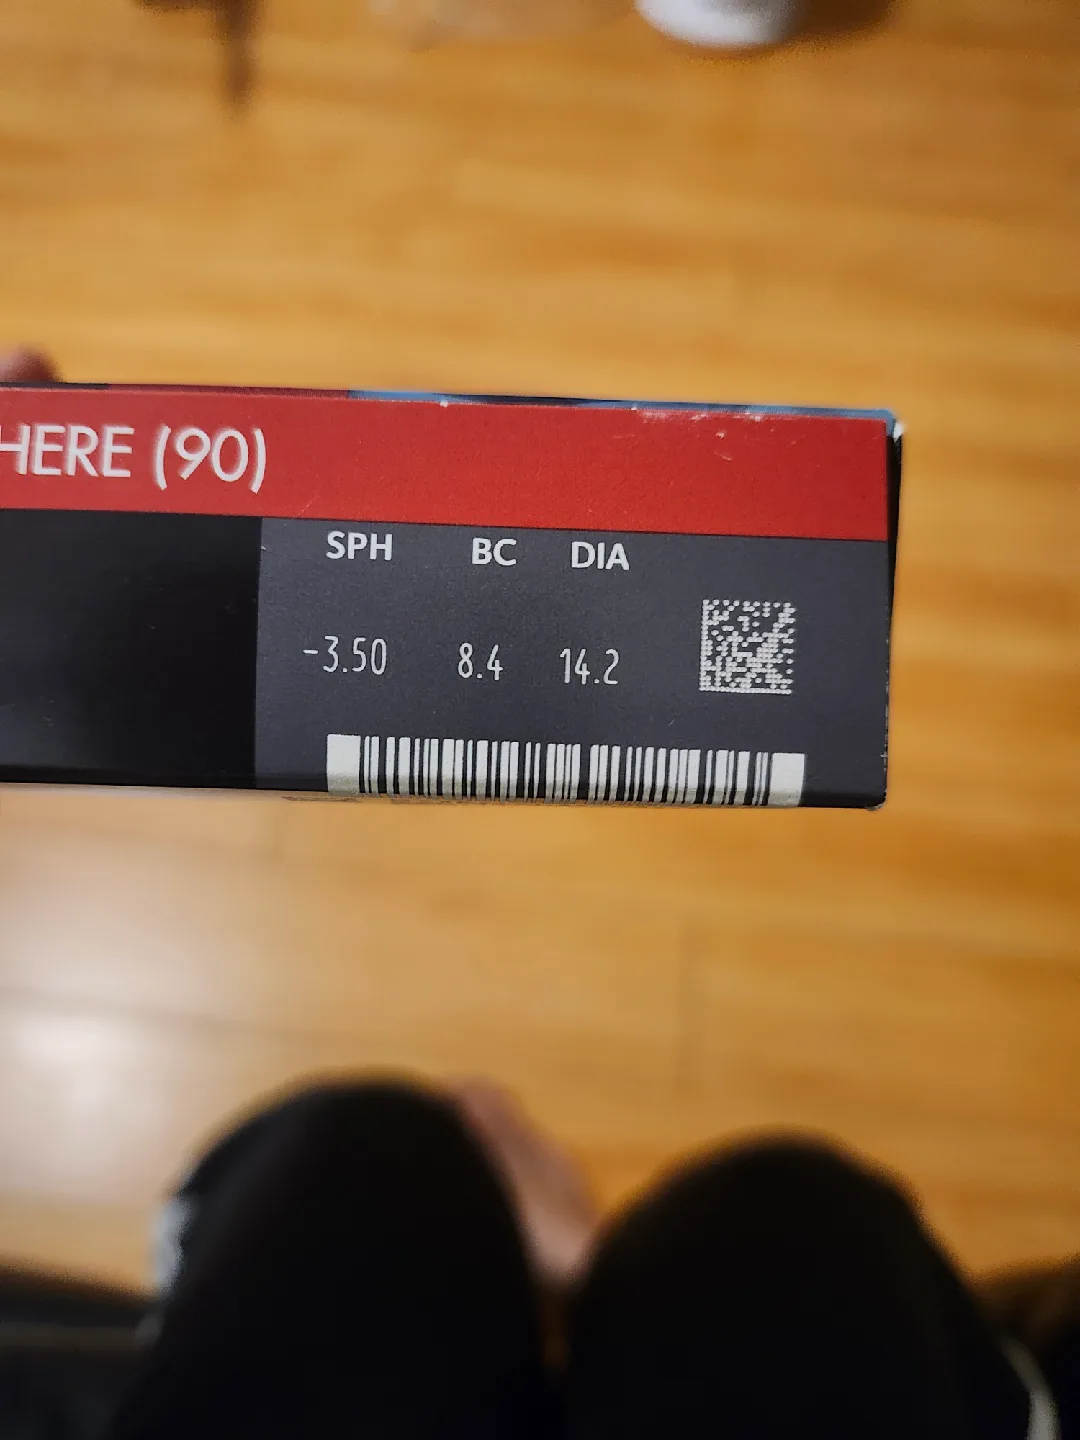 HERE (90)
SPH BC DIA
-3.50 8.4 14.2